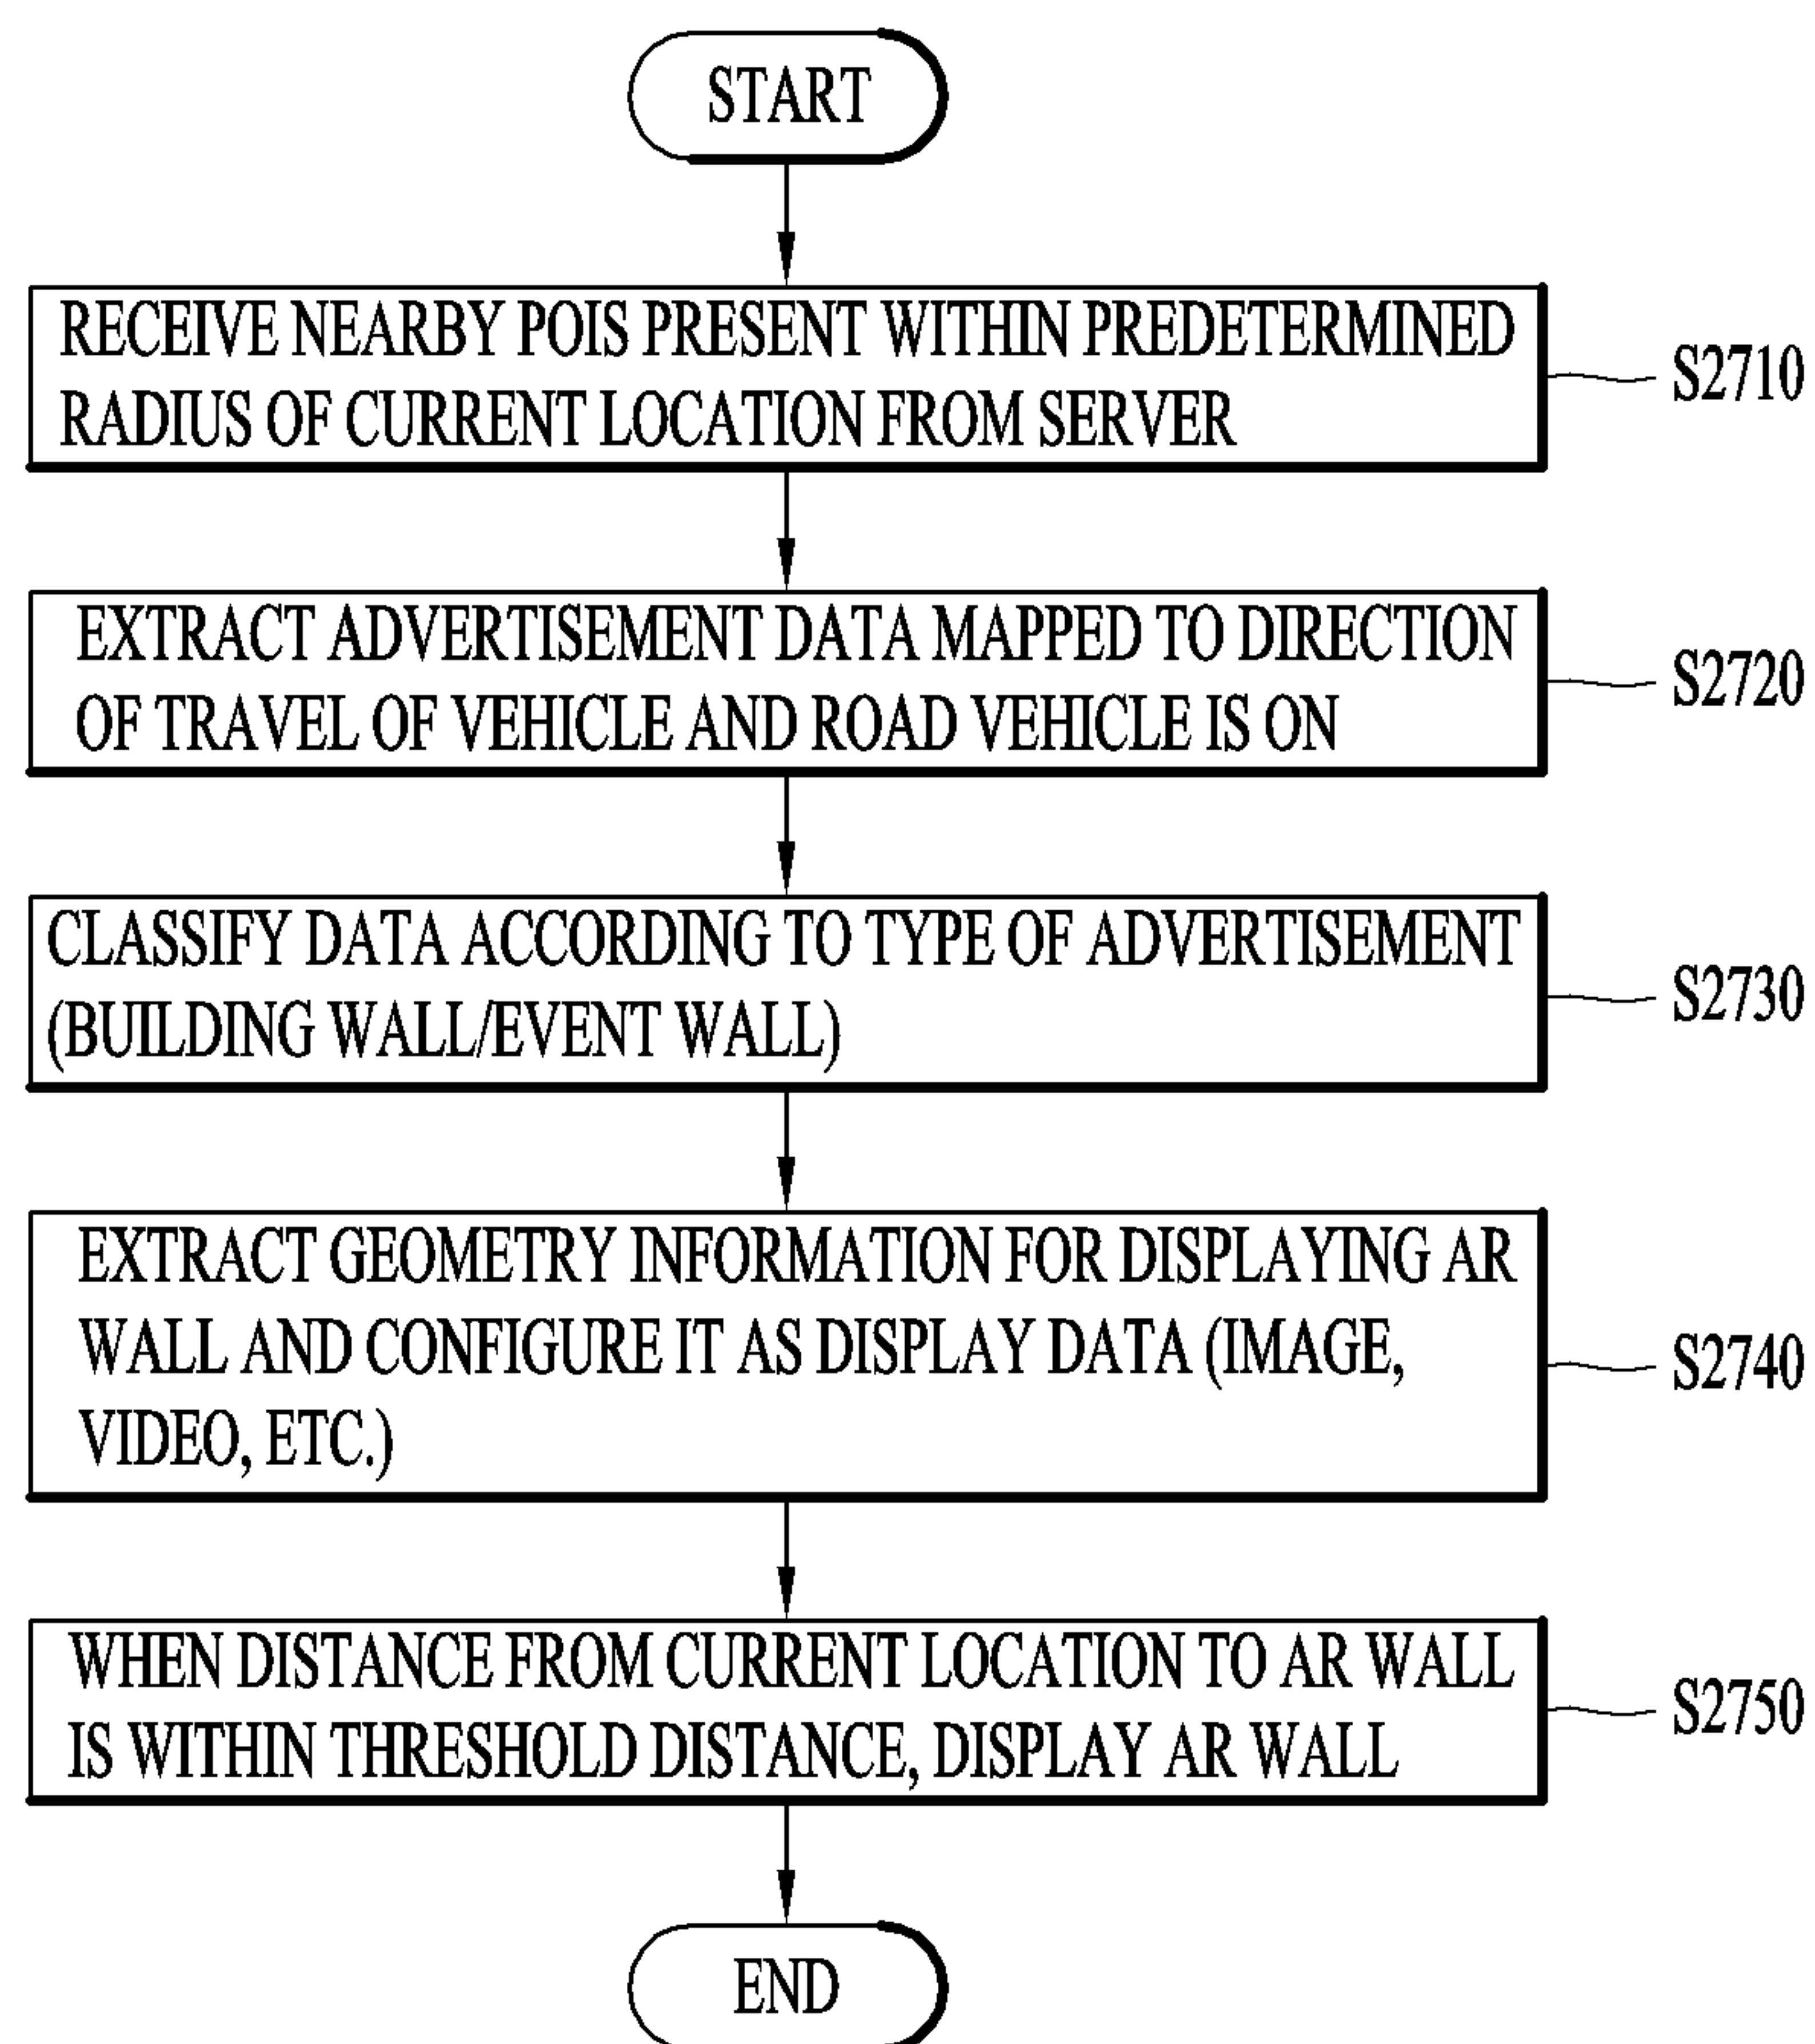 START
RECEIVE NEARBY POIS PRESENT WITHIN PREDETERMINED
RADIUS OF CURRENT LOCATION FROM SERVER
S2710
EXTRACT ADVERTISEMENT DATA MAPPED TO DIRECTION
OF TRAVEL OF VEHICLE AND ROAD VEHICLE IS ON
S2720
CLASSIFY DATA ACCORDING TO TYPE OF ADVERTISEMENT
(BUILDING WALL/EVENT WALL)
S2730
EXTRACT GEOMETRY INFORMATION FOR DISPLAYING AR
WALL AND CONFIGURE IT AS DISPLAY DATA (IMAGE,
VIDEO, ETC.)
S2740
WHEN DISTANCE FROM CURRENT LOCATION TO AR WALL
IS WITHIN THRESHOLD DISTANCE, DISPLAY AR WALL
S2750
END